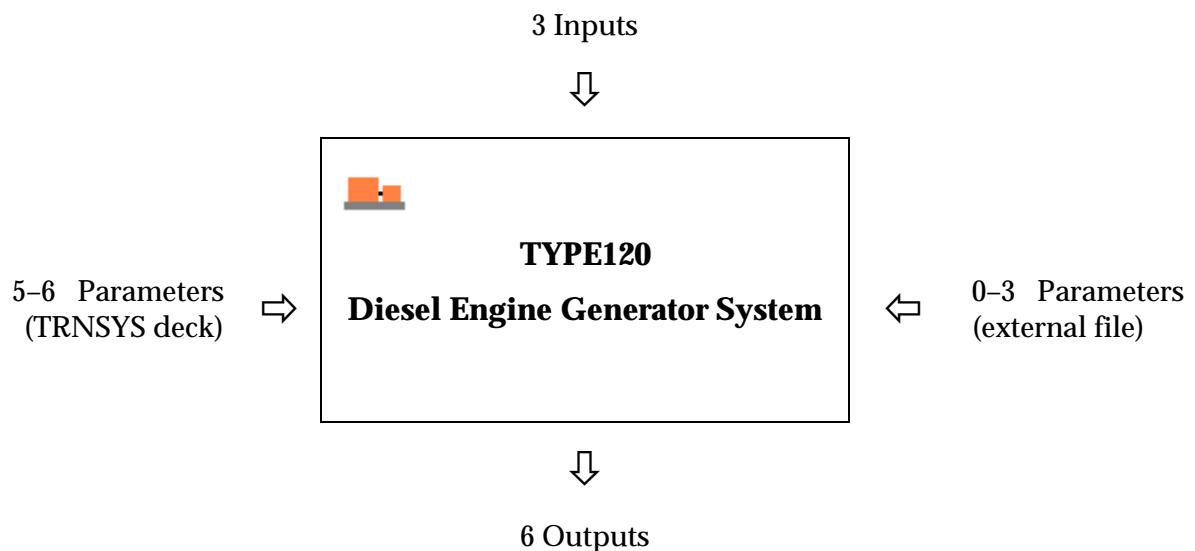 3 Inputs
TYPE120
Diesel Engine Generator System
5–6 Parameters
(TRNSYS deck)
0–3 Parameters
(external file)
6 Outputs